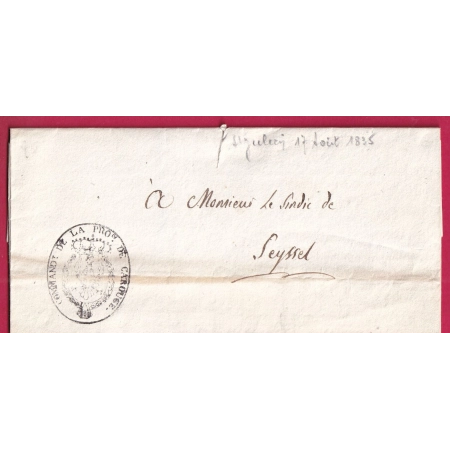 17 Août 1835
à Monsieur Le Sindic de
Seyssel
COMMANDT DE LA PROV. DE CAROUGE.